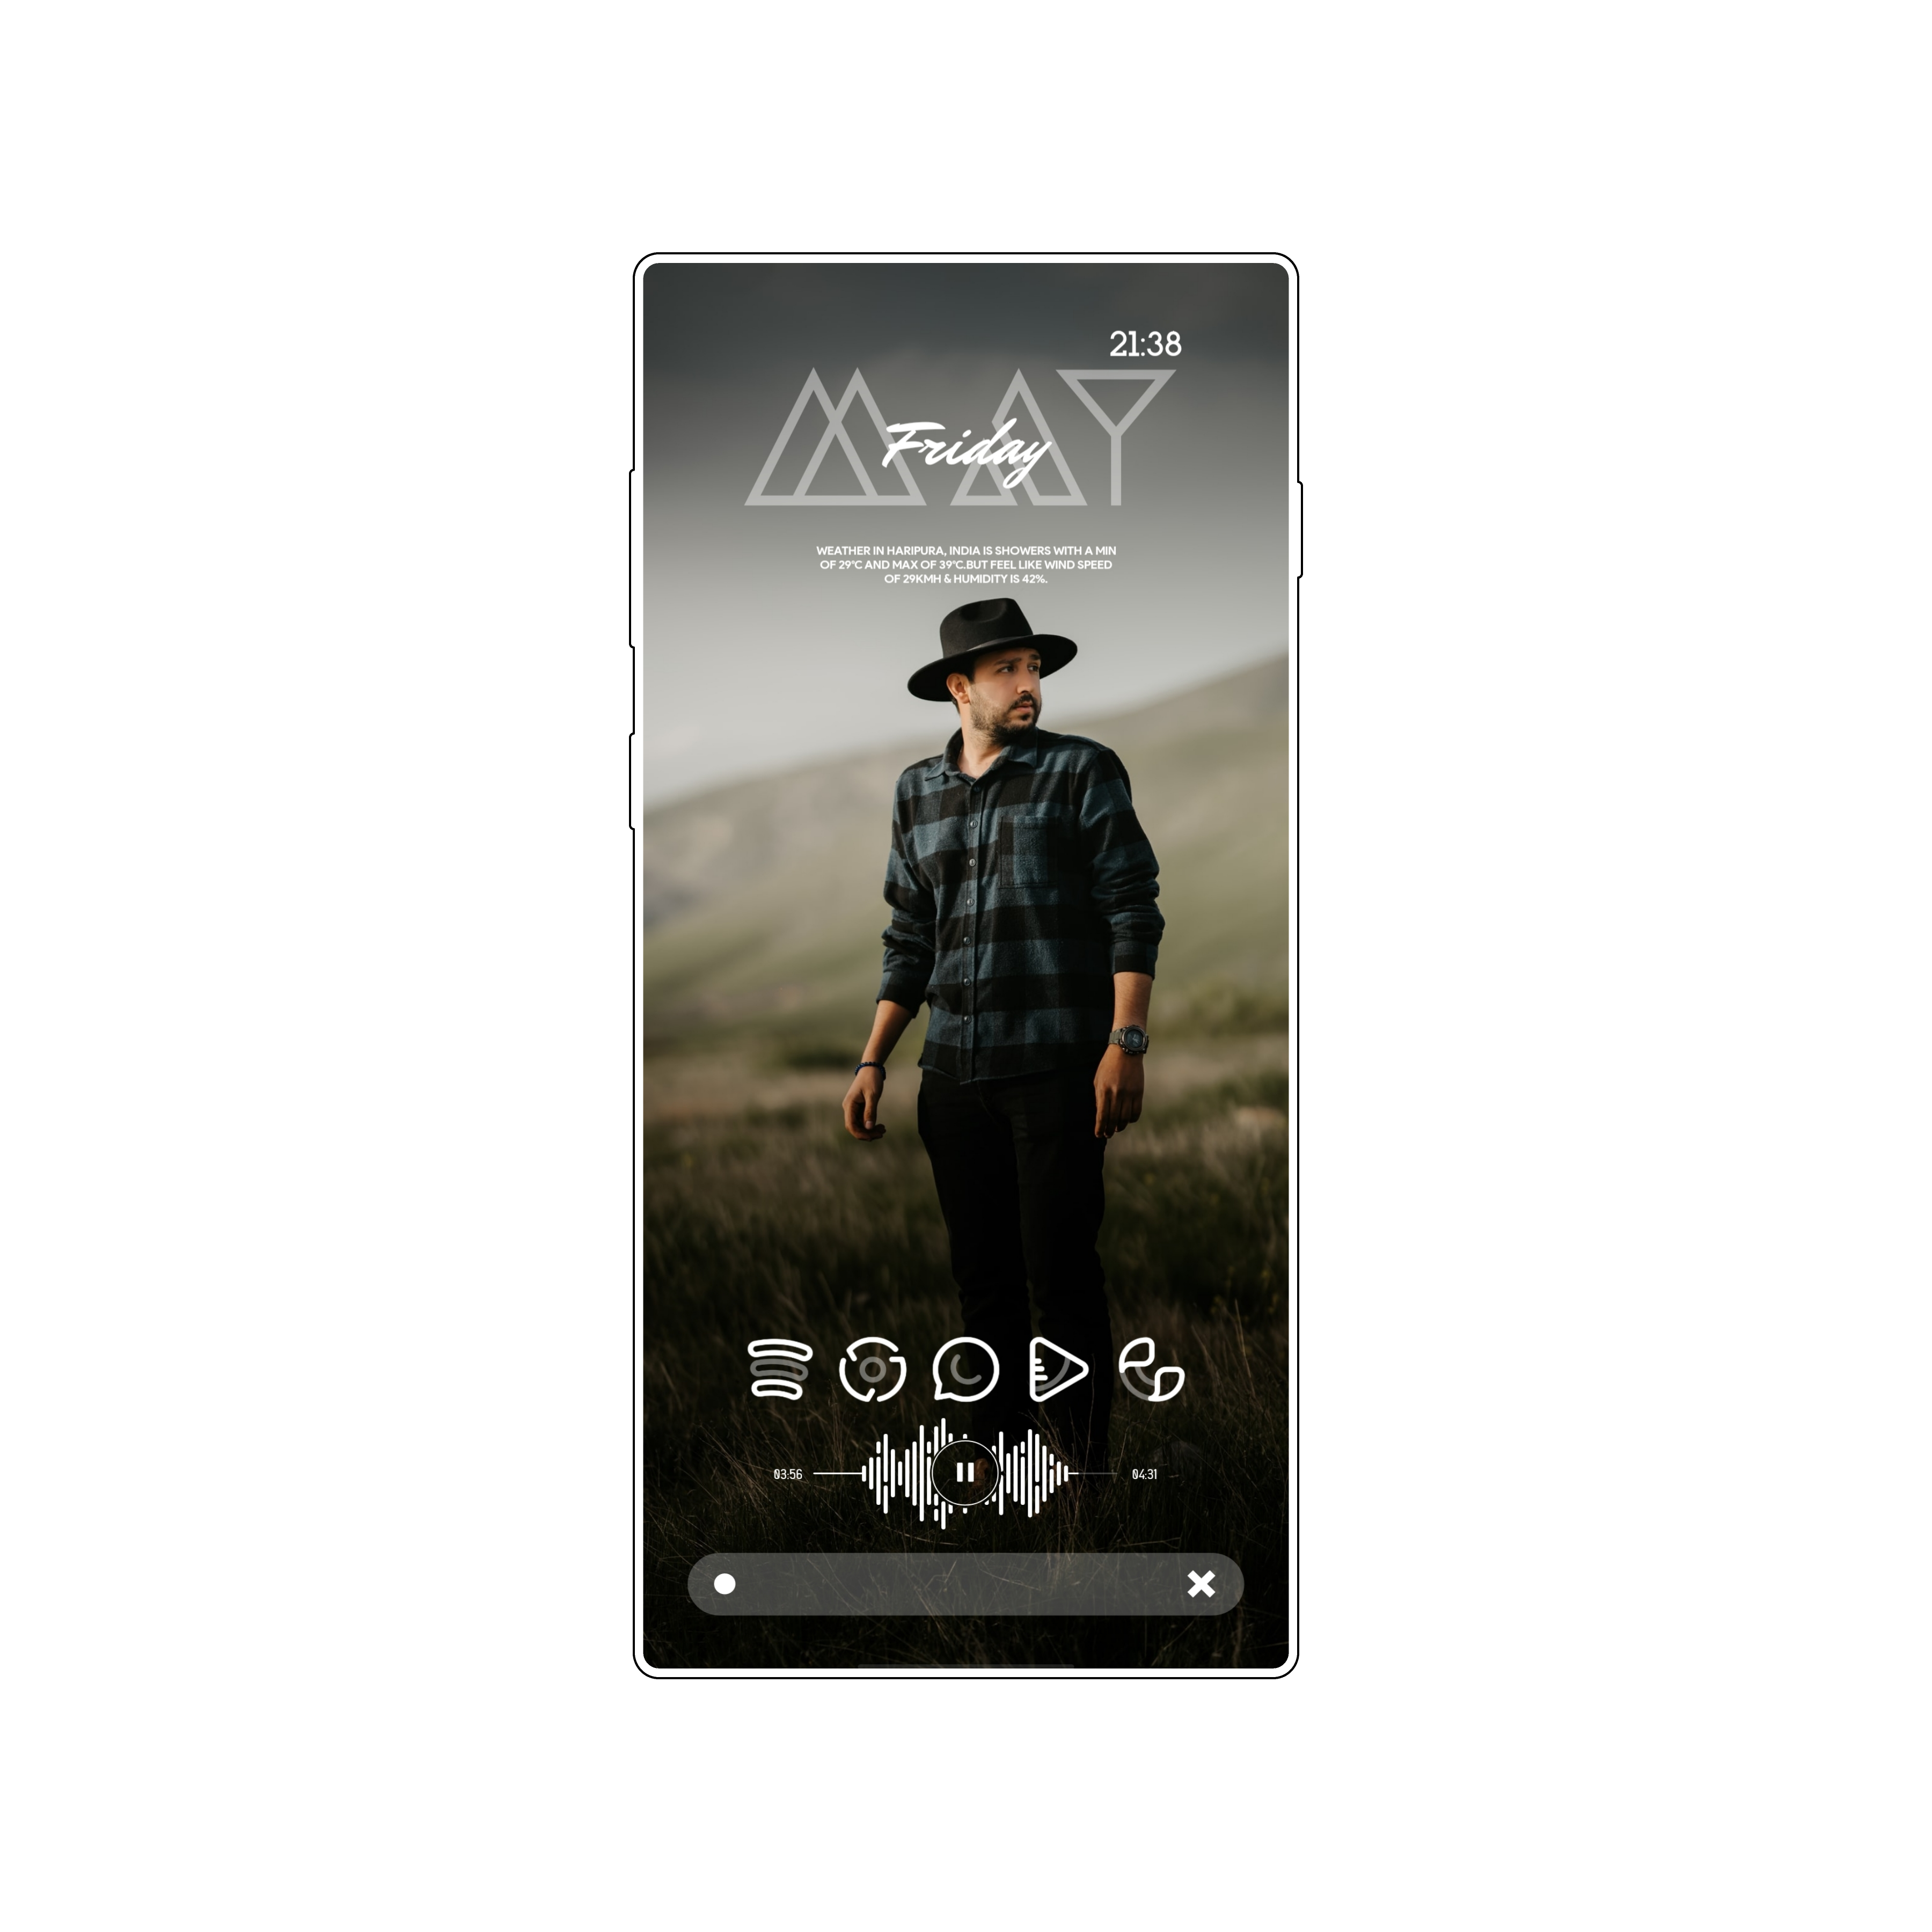 21:38
MAY
Friday
WEATHER IN HARIPURA, INDIA IS SHOWERS WITH A MIN
OF 29°C AND MAX OF 39°C.BUT FEEL LIKE WIND SPEED
OF 29KMH & HUMIDITY IS 42%.
03:56
04:31